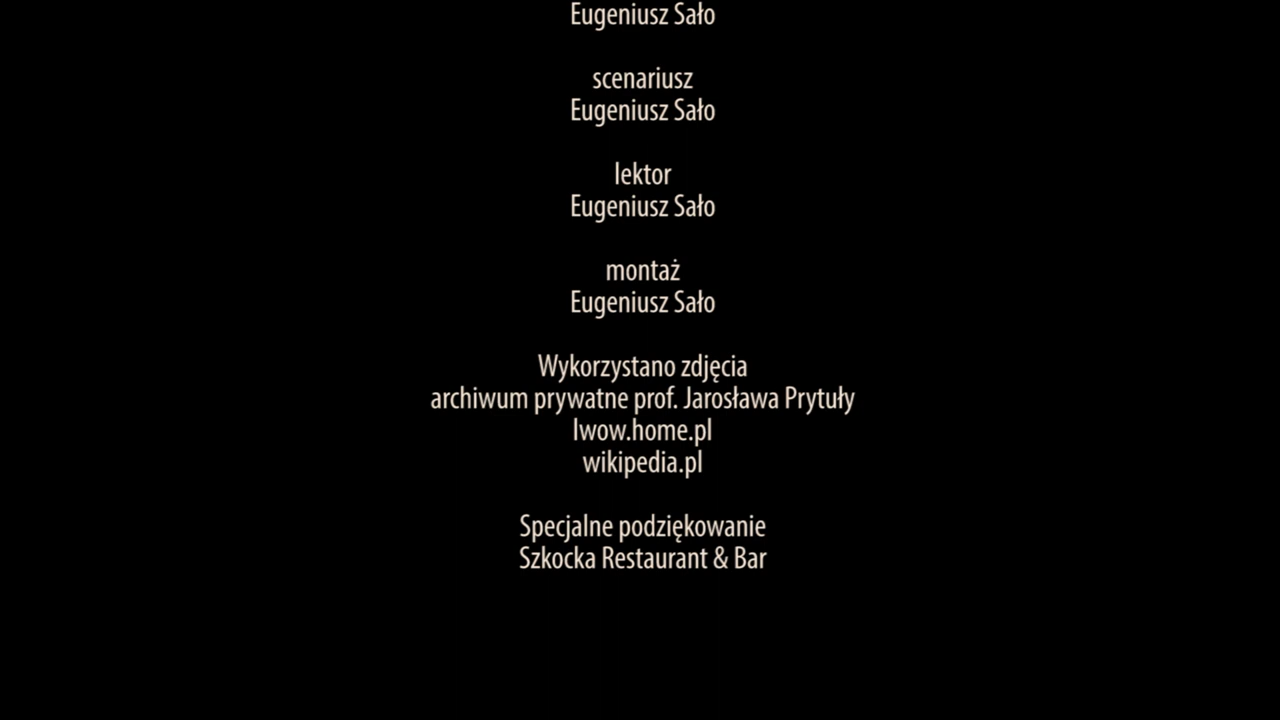 Eugeniusz Sało
scenariusz
Eugeniusz Sało
lektor
Eugeniusz Sało
montaż
Eugeniusz Sało
Wykorzystano zdjęcia
archiwum prywatne prof. Jarosława Prytuły
lwow.home.pl
wikipedia.pl
Specjalne podziękowanie
Szkocka Restaurant & Bar